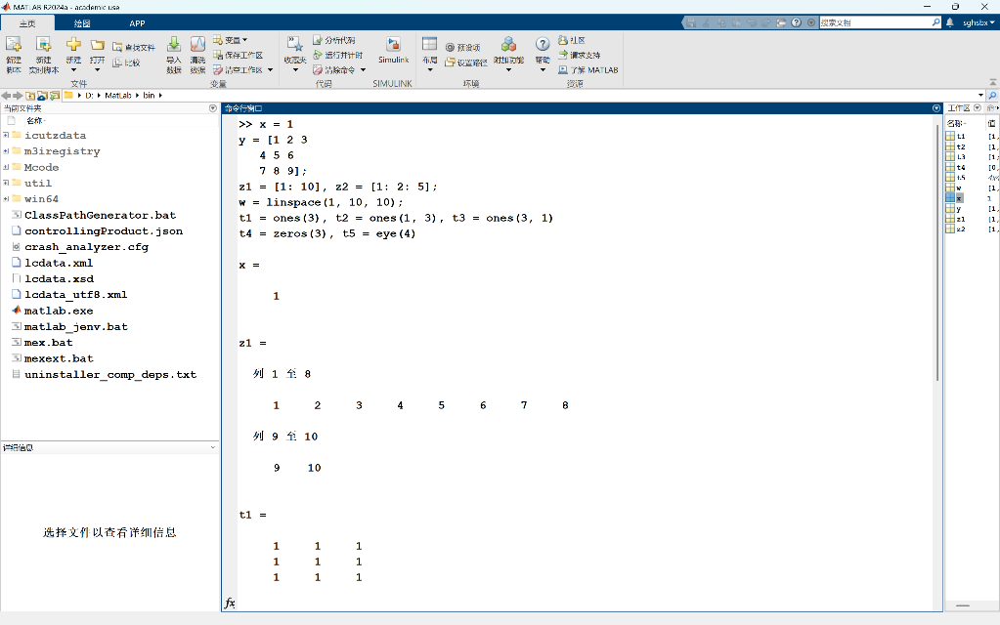 MATLAB R2024a - academic use
主页 绘图 APP
搜索文档
sghsbx
新建脚本
新建实时脚本
新建
打开
查找文件
比较
文件
导入数据
清洗数据
变量
保存工作区
清空工作区
变量
收藏夹
分析代码
运行并计时
清除命令
代码
Simulink
SIMULINK
布局
预设项
设置路径
环境
附加功能
帮助
社区
请求支持
了解 MATLAB
资源
D: MatLab bin
当前文件夹
名称
icutzdata
m3iregistry
Mcode
util
win64
ClassPathGenerator.bat
controllingProduct.json
crash_analyzer.cfg
lcdata.xml
lcdata.xsd
lcdata_utf8.xml
matlab.exe
matlab_jenv.bat
mex.bat
mexext.bat
uninstaller_comp_deps.txt
详细信息
选择文件以查看详细信息
命令行窗口
>> x = 1
y = [1 2 3
4 5 6
7 8 9];
z1 = [1: 10], z2 = [1: 2: 5];
w = linspace(1, 10, 10);
t1 = ones(3), t2 = ones(1, 3), t3 = ones(3, 1)
t4 = zeros(3), t5 = eye(4)
x =
1
z1 =
列 1 至 8
1 2 3 4 5 6 7 8
列 9 至 10
9 10
t1 =
1 1 1
1 1 1
1 1 1
fx
工作区
名称 值
t1 [1,
t2 [1,
t3 [1;
t4 [0,
t5 4x
w [1,
x 1
y [1,
z1 [1,
z2 [1,